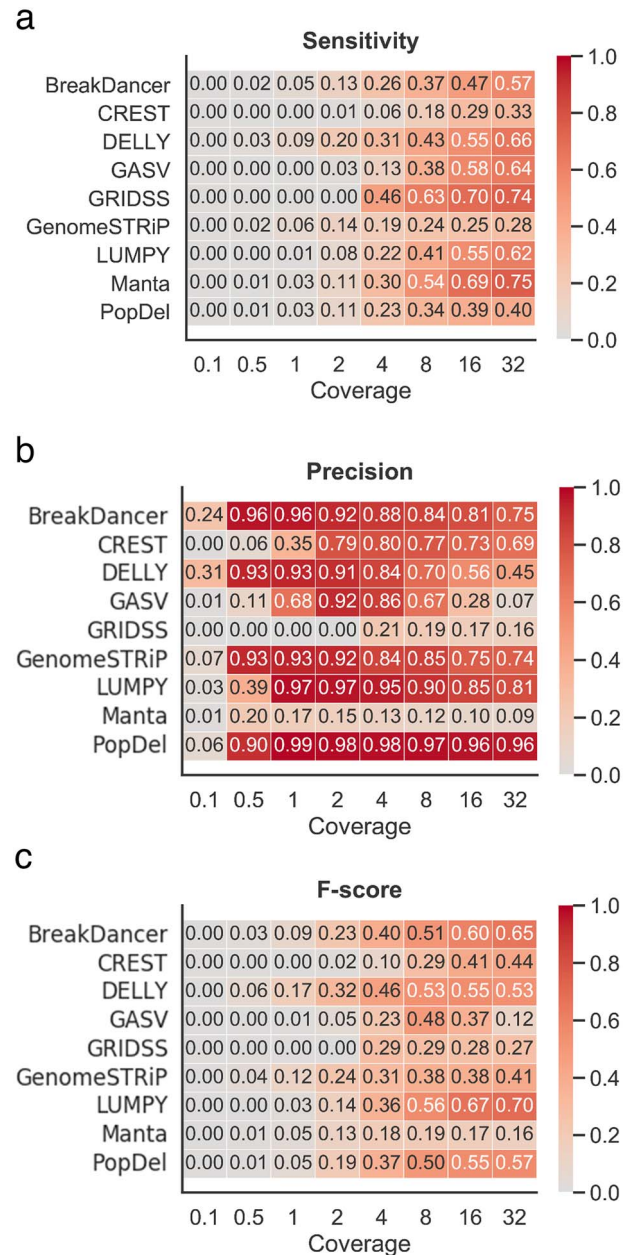 a
Sensitivity
BreakDancer 0.00 0.02 0.05 0.13 0.26 0.37 0.47 0.57
CREST 0.00 0.00 0.00 0.01 0.06 0.18 0.29 0.33
DELLY 0.00 0.03 0.09 0.20 0.31 0.43 0.55 0.66
GASV 0.00 0.00 0.00 0.03 0.13 0.38 0.58 0.64
GRIDSS 0.00 0.00 0.00 0.00 0.46 0.63 0.70 0.74
GenomeSTRiP 0.00 0.02 0.06 0.14 0.19 0.24 0.25 0.28
LUMPY 0.00 0.00 0.01 0.08 0.22 0.41 0.55 0.62
Manta 0.00 0.01 0.03 0.11 0.30 0.54 0.69 0.75
PopDel 0.00 0.01 0.03 0.11 0.23 0.34 0.39 0.40
0.1 0.5 1 2 4 8 16 32
Coverage
1.0
0.8
0.6
0.4
0.2
0.0
b
Precision
BreakDancer 0.24 0.96 0.96 0.92 0.88 0.84 0.81 0.75
CREST 0.00 0.06 0.35 0.79 0.80 0.77 0.73 0.69
DELLY 0.31 0.93 0.93 0.91 0.84 0.70 0.56 0.45
GASV 0.01 0.11 0.68 0.92 0.86 0.67 0.28 0.07
GRIDSS 0.00 0.00 0.00 0.00 0.21 0.19 0.17 0.16
GenomeSTRiP 0.07 0.93 0.93 0.92 0.84 0.85 0.75 0.74
LUMPY 0.03 0.39 0.97 0.97 0.95 0.90 0.85 0.81
Manta 0.01 0.20 0.17 0.15 0.13 0.12 0.10 0.09
PopDel 0.06 0.90 0.99 0.98 0.98 0.97 0.96 0.96
0.1 0.5 1 2 4 8 16 32
Coverage
1.0
0.8
0.6
0.4
0.2
0.0
c
F-score
BreakDancer 0.00 0.03 0.09 0.23 0.40 0.51 0.60 0.65
CREST 0.00 0.00 0.00 0.02 0.10 0.29 0.41 0.44
DELLY 0.00 0.06 0.17 0.32 0.46 0.53 0.55 0.53
GASV 0.00 0.00 0.01 0.05 0.23 0.48 0.37 0.12
GRIDSS 0.00 0.00 0.00 0.00 0.29 0.29 0.28 0.27
GenomeSTRiP 0.00 0.04 0.12 0.24 0.31 0.38 0.38 0.41
LUMPY 0.00 0.00 0.03 0.14 0.36 0.56 0.67 0.70
Manta 0.00 0.01 0.05 0.13 0.18 0.19 0.17 0.16
PopDel 0.00 0.01 0.05 0.19 0.37 0.50 0.55 0.57
0.1 0.5 1 2 4 8 16 32
Coverage
1.0
0.8
0.6
0.4
0.2
0.0